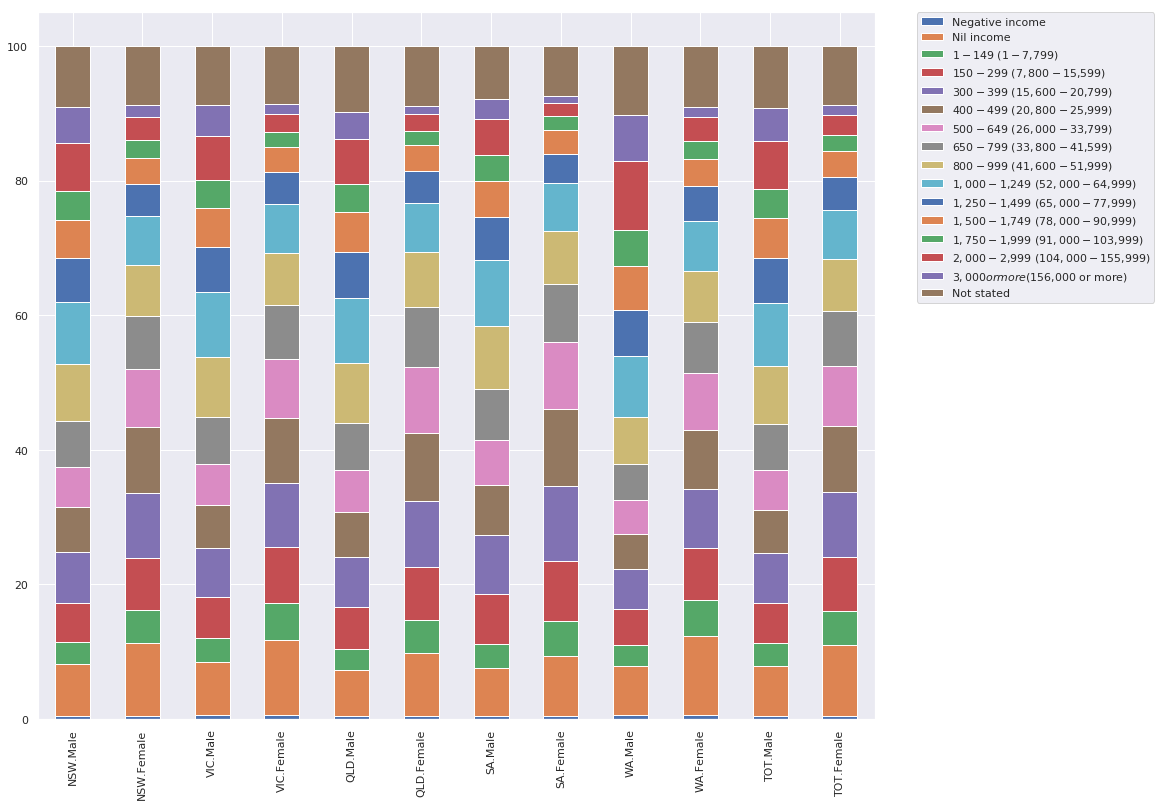 100
80
60
40
20
0
NSW.Male
NSW.Female
VIC.Male
VIC.Female
QLD.Male
QLD.Female
SA.Male
SA.Female
WA.Male
WA.Female
TOT.Male
TOT.Female
Negative income
Nil income
1 − 149 (1 − 7,799)
150 − 299 (7,800 − 15,599)
300 − 399 (15,600 − 20,799)
400 − 499 (20,800 − 25,999)
500 − 649 (26,000 − 33,799)
650 − 799 (33,800 − 41,599)
800 − 999 (41,600 − 51,999)
1,000 − 1,249 (52,000 − 64,999)
1,250 − 1,499 (65,000 − 77,999)
1,500 − 1,749 (78,000 − 90,999)
1,750 − 1,999 (91,000 − 103,999)
2,000 − 2,999 (104,000 − 155,999)
3,000ormore(156,000 or more)
Not stated